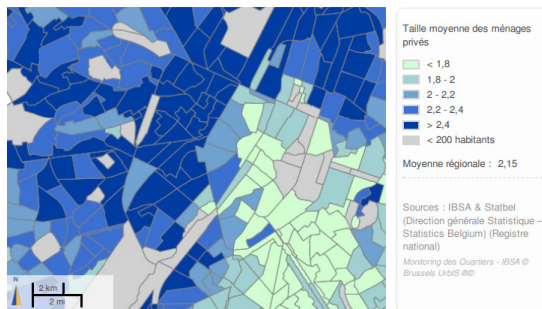 Taille moyenne des ménages
privés
< 1,8
1,8 - 2
2 - 2,2
2,2 - 2,4
> 2,4
< 200 habitants
Moyenne régionale : 2,15
Sources : IBSA & Statbel
(Direction générale Statistique –
Statistics Belgium) (Registre
national)
Monitoring des Quartiers - IBSA ©
Brussels UrbIS ®©
N
2 km
2 mi